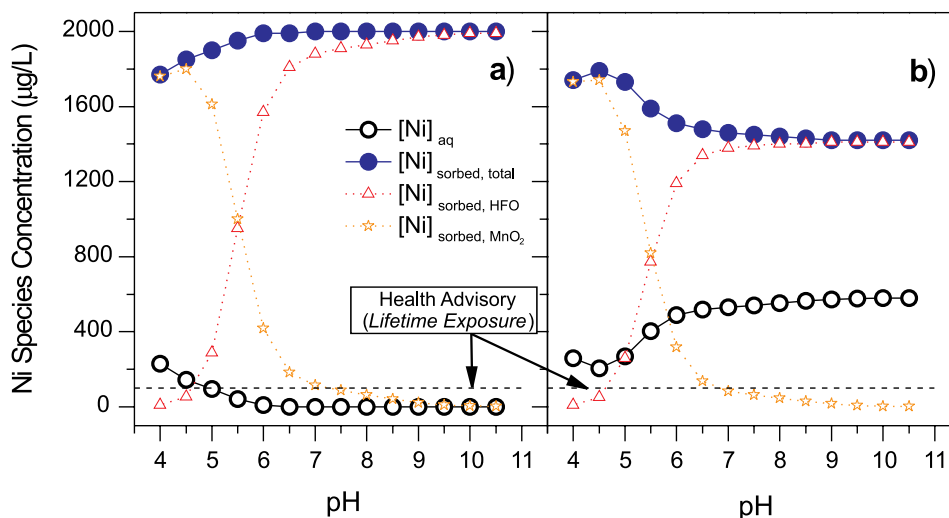 Ni Species Concentration (µg/L)
2000
1600
1200
800
400
0
a)
b)
[Ni] aq
[Ni] sorbed, total
[Ni] sorbed, HFO
[Ni] sorbed, MnO₂
Health Advisory
(Lifetime Exposure)
4 5 6 7 8 9 10 11
4 5 6 7 8 9 10 11
pH
pH